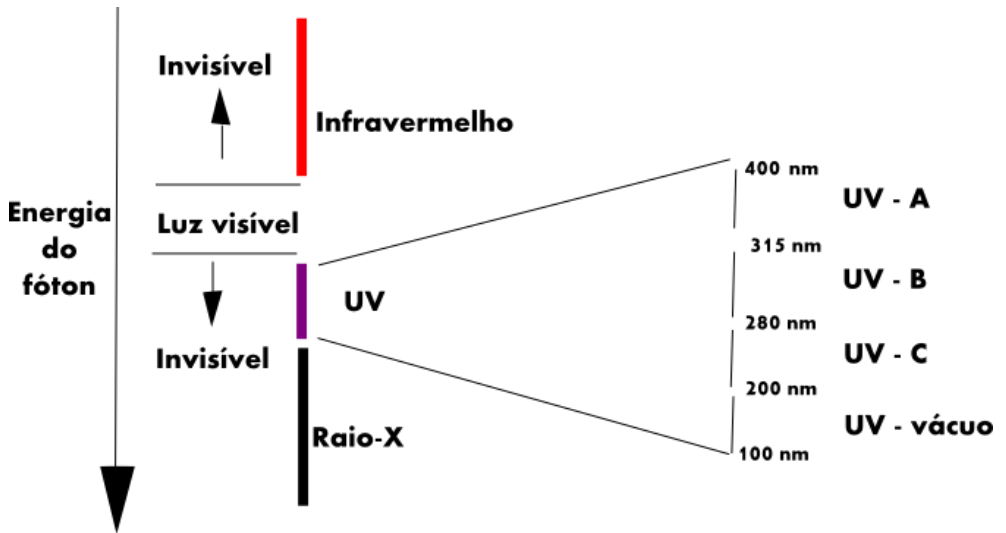 Invisível
Infravermelho
Energia
do
fóton
Luz visível
UV
Invisível
Raio-X
400 nm
UV - A
315 nm
UV - B
280 nm
UV - C
200 nm
UV - vácuo
100 nm